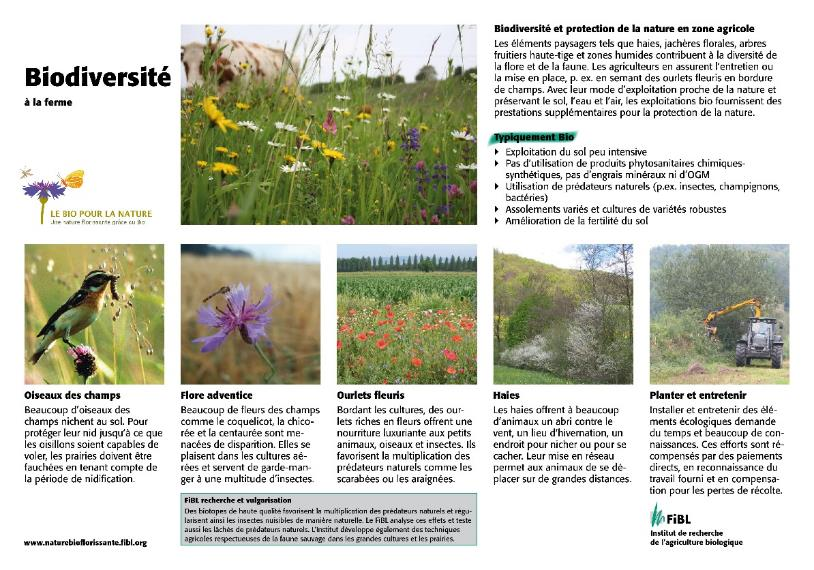 Biodiversité
à la ferme
LE BIO POUR LA NATURE
Une nature florissante grâce au Bio
Biodiversité et protection de la nature en zone agricole
Les éléments paysagers tels que haies, jachères florales, arbres
fruitiers haute-tige et zones humides contribuent à la diversité de
la flore et de la faune. Les agriculteurs en assurent l'entretien ou
la mise en place, p. ex. en semant des ourlets fleuris en bordure
de champs. Avec leur mode d'exploitation proche de la nature et
préservant le sol, l'eau et l'air, les exploitations bio fournissent des
prestations supplémentaires pour la protection de la nature.
Typiquement Bio
Exploitation du sol peu intensive
Pas d'utilisation de produits phytosanitaires chimiques-
synthétiques, pas d'engrais minéraux ni d'OGM
Utilisation de prédateurs naturels (p.ex. insectes, champignons,
bactéries)
Assolements variés et cultures de variétés robustes
Amélioration de la fertilité du sol
Oiseaux des champs
Beaucoup d'oiseaux des
champs nichent au sol. Pour
protéger leur nid jusqu'à ce que
les oisillons soient capables de
voler, les prairies doivent être
fauchées en tenant compte de
la période de nidification.
Flore adventice
Beaucoup de fleurs des champs
comme le coquelicot, la chico-
rée et la centaurée sont me-
nacées de disparition. Elles se
plaisent dans les cultures aé-
rées et servent de garde-man-
ger à une multitude d'insectes.
Ourlets fleuris
Bordant les cultures, des our-
lets riches en fleurs offrent une
nourriture luxuriante aux petits
animaux, oiseaux et insectes. Ils
favorisent la multiplication des
prédateurs naturels comme les
scarabées ou les araignées.
Haies
Les haies offrent à beaucoup
d'animaux un abri contre le
vent, un lieu d'hivernation, un
endroit pour nicher ou pour se
cacher. Leur mise en réseau
permet aux animaux de se dé-
placer sur de grandes distances.
Planter et entretenir
Installer et entretenir des élé-
ments écologiques demande
du temps et beaucoup de con-
naissances. Ces efforts sont ré-
compensés par des paiements
directs, en reconnaissance du
travail fourni et en compensa-
tion pour les pertes de récolte.
FiBL recherche et vulgarisation
Des biotopes de haute qualité favorisent la multiplication des prédateurs naturels et régu-
larisent ainsi les insectes nuisibles de manière naturelle. Le FiBL analyse ces effets et teste
aussi les lâchés de prédateurs naturels. L'institut développe également des techniques
agricoles respectueuses de la faune sauvage dans les grandes cultures et les prairies.
www.naturebioflorissante.fibl.org
FiBL
Institut de recherche
de l'agriculture biologique